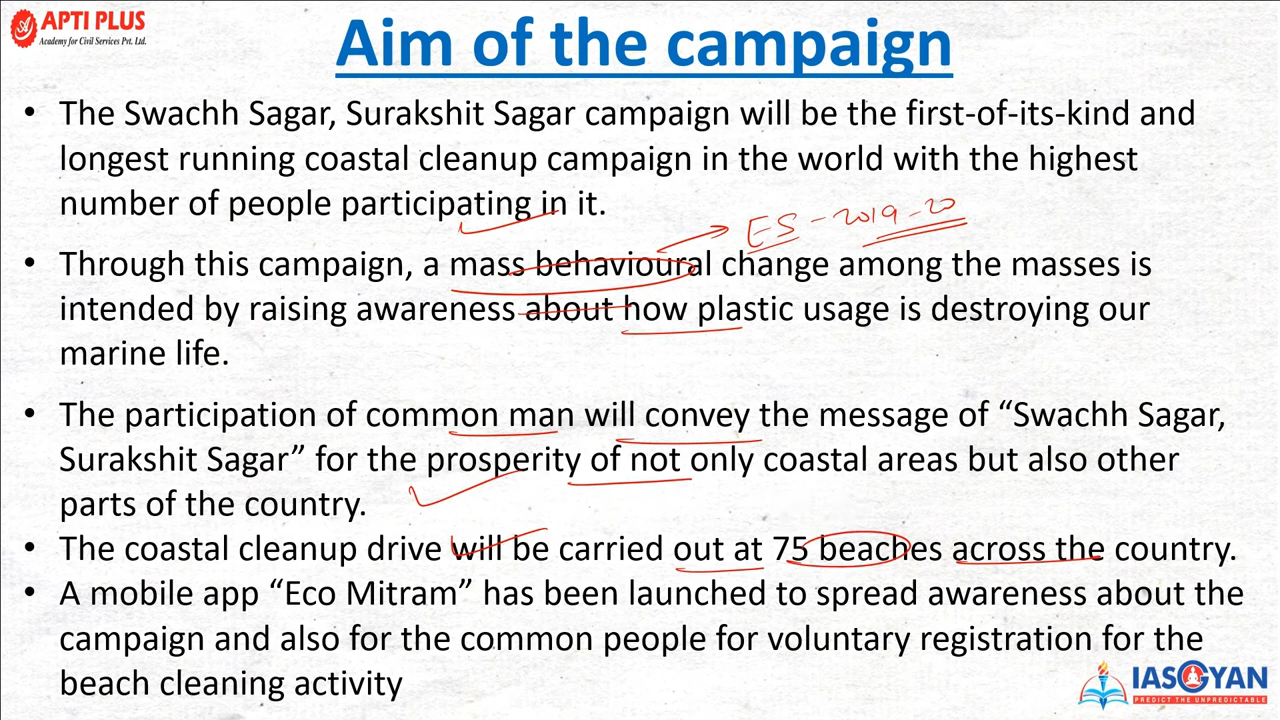 APTI PLUS
Academy for Civil Services Pvt. Ltd.
Aim of the campaign
• The Swachh Sagar, Surakshit Sagar campaign will be the first-of-its-kind and
longest running coastal cleanup campaign in the world with the highest
number of people participating in it.
ES - 2019-20
• Through this campaign, a mass behavioural change among the masses is
intended by raising awareness about how plastic usage is destroying our
marine life.
• The participation of common man will convey the message of “Swachh Sagar,
Surakshit Sagar” for the prosperity of not only coastal areas but also other
parts of the country.
• The coastal cleanup drive will be carried out at 75 beaches across the country.
• A mobile app “Eco Mitram” has been launched to spread awareness about the
campaign and also for the common people for voluntary registration for the
beach cleaning activity
IASGYAN
PREDICT THE UNPREDICTABLE